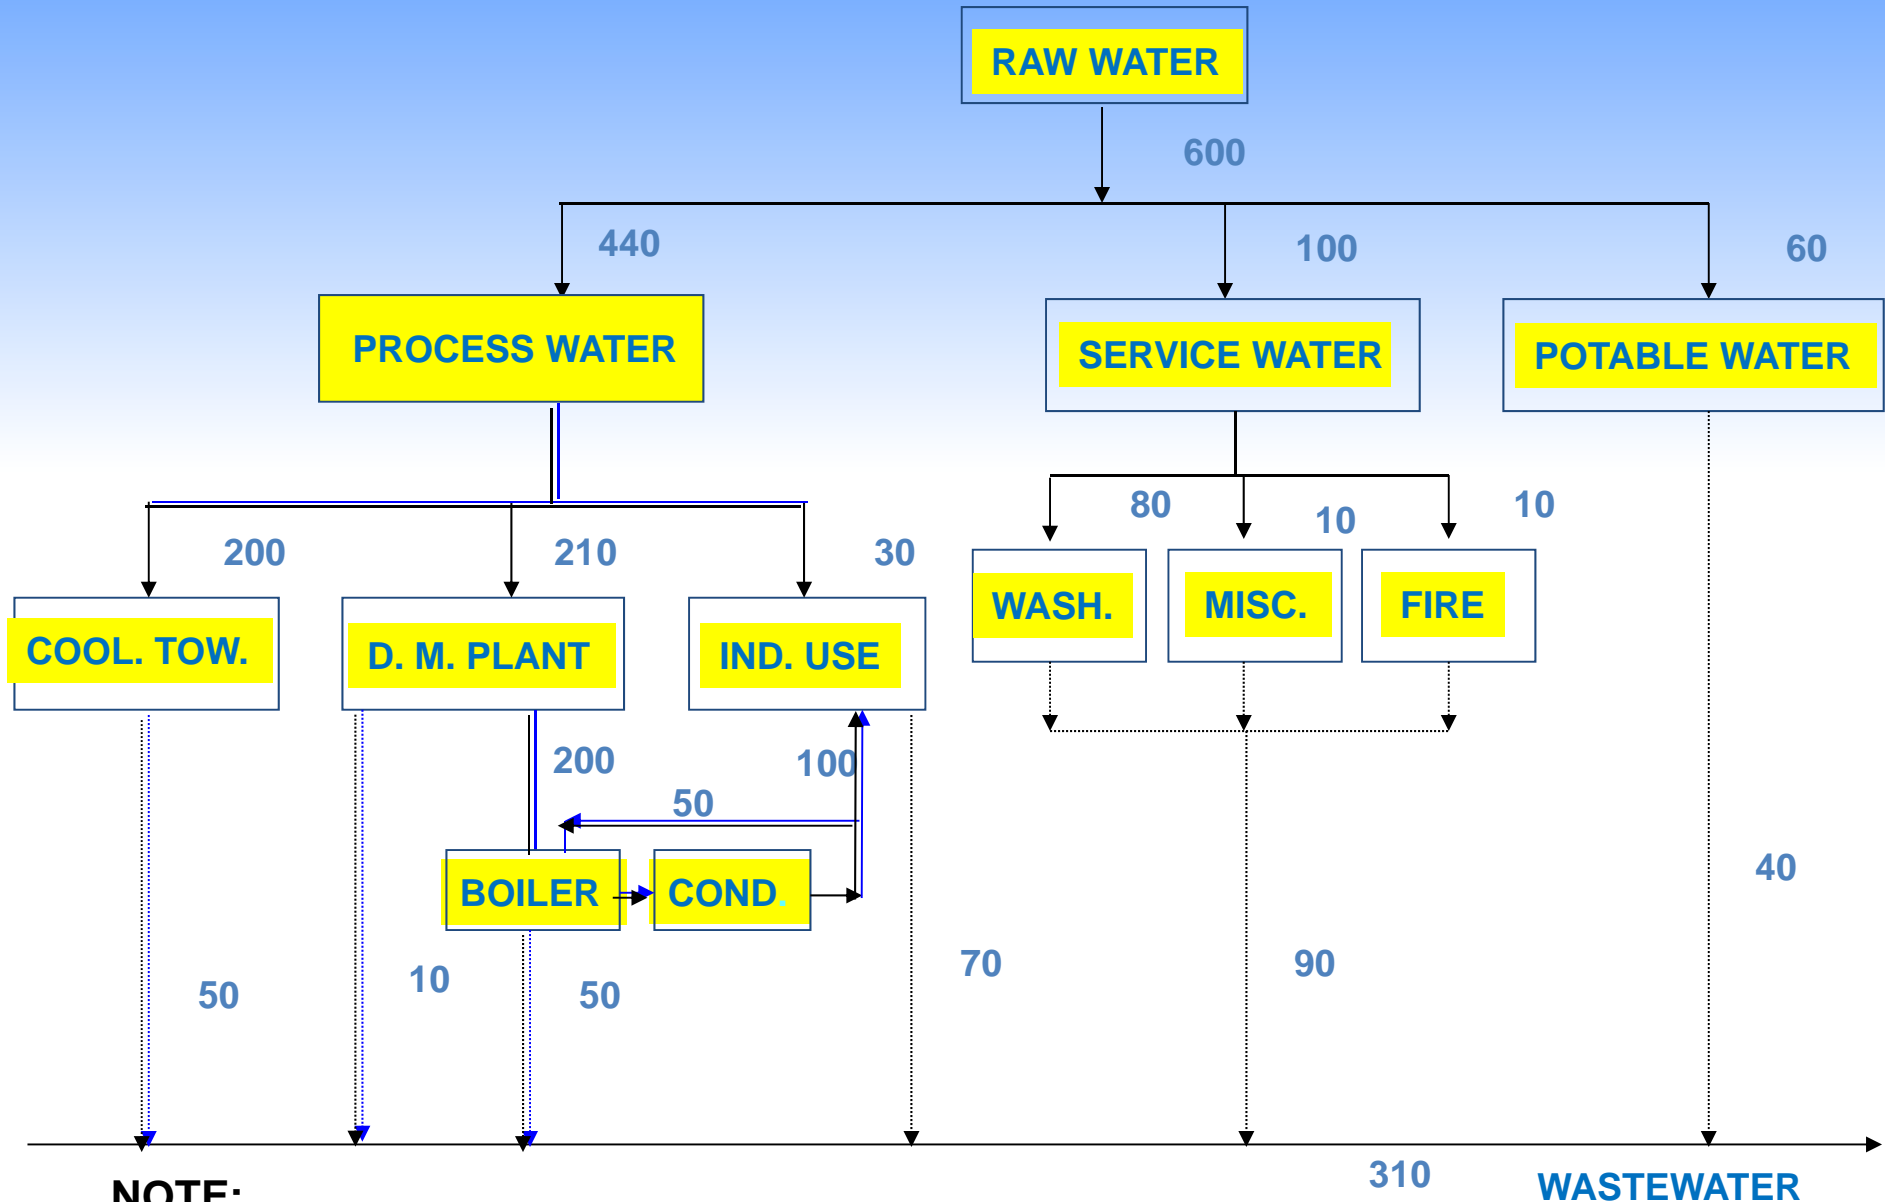 RAW WATER
600
440
100
60
PROCESS WATER
SERVICE WATER
POTABLE WATER
200
210
30
80
10
10
COOL. TOW.
D. M. PLANT
IND. USE
WASH.
MISC.
FIRE
200
100
50
BOILER
COND.
40
50
10
50
70
90
310
WASTEWATER
NOTE: